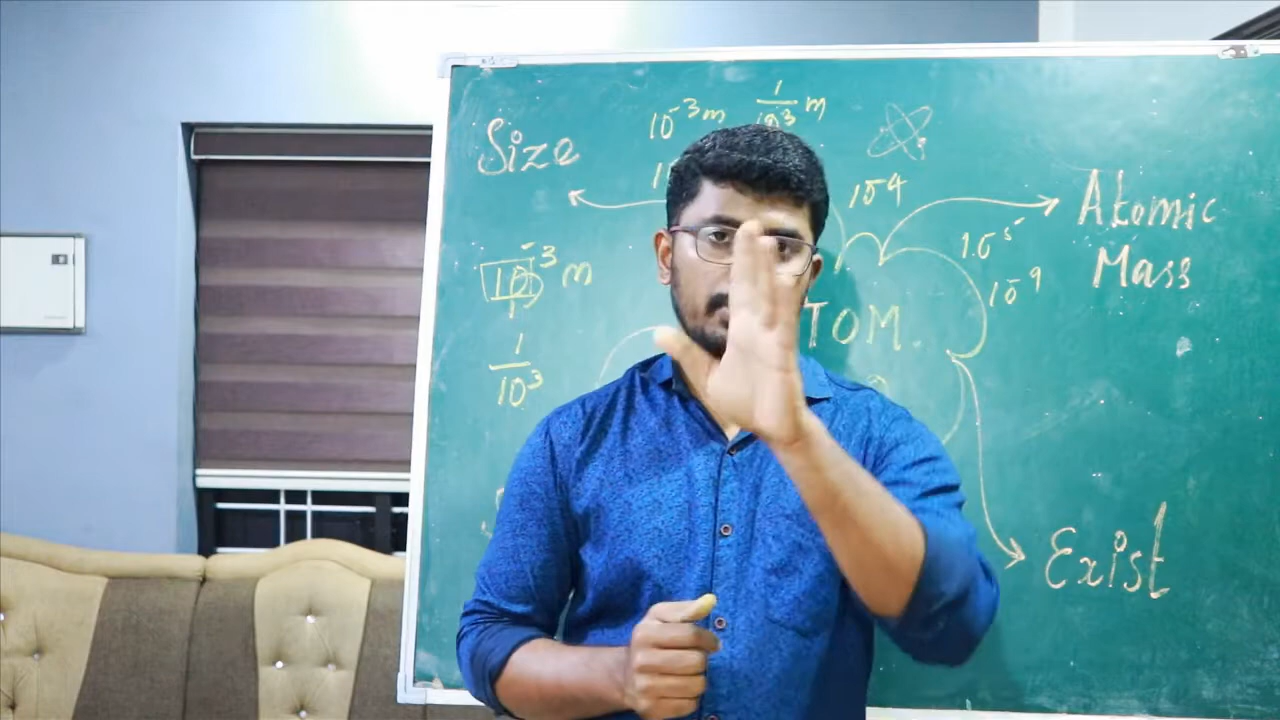 10⁻³m 1/10³ m
Size
10⁻4
Atomic
Mass
10⁻5
10⁻9
10⁻³ m
TOM.
1/10³
Exist